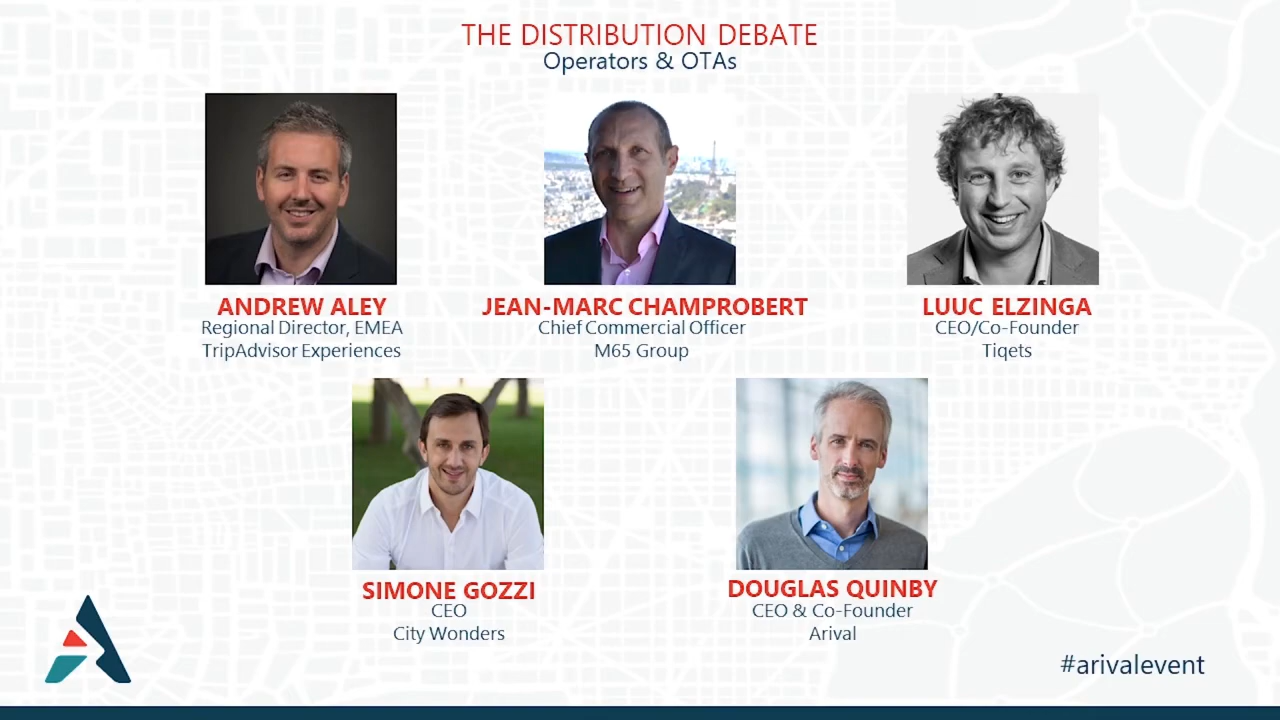 THE DISTRIBUTION DEBATE
Operators & OTAs
ANDREW ALEY
Regional Director, EMEA
TripAdvisor Experiences
JEAN-MARC CHAMPROBERT
Chief Commercial Officer
M65 Group
LUUC ELZINGA
CEO/Co-Founder
Tiqets
SIMONE GOZZI
CEO
City Wonders
DOUGLAS QUINBY
CEO & Co-Founder
Arival
#arivalevent